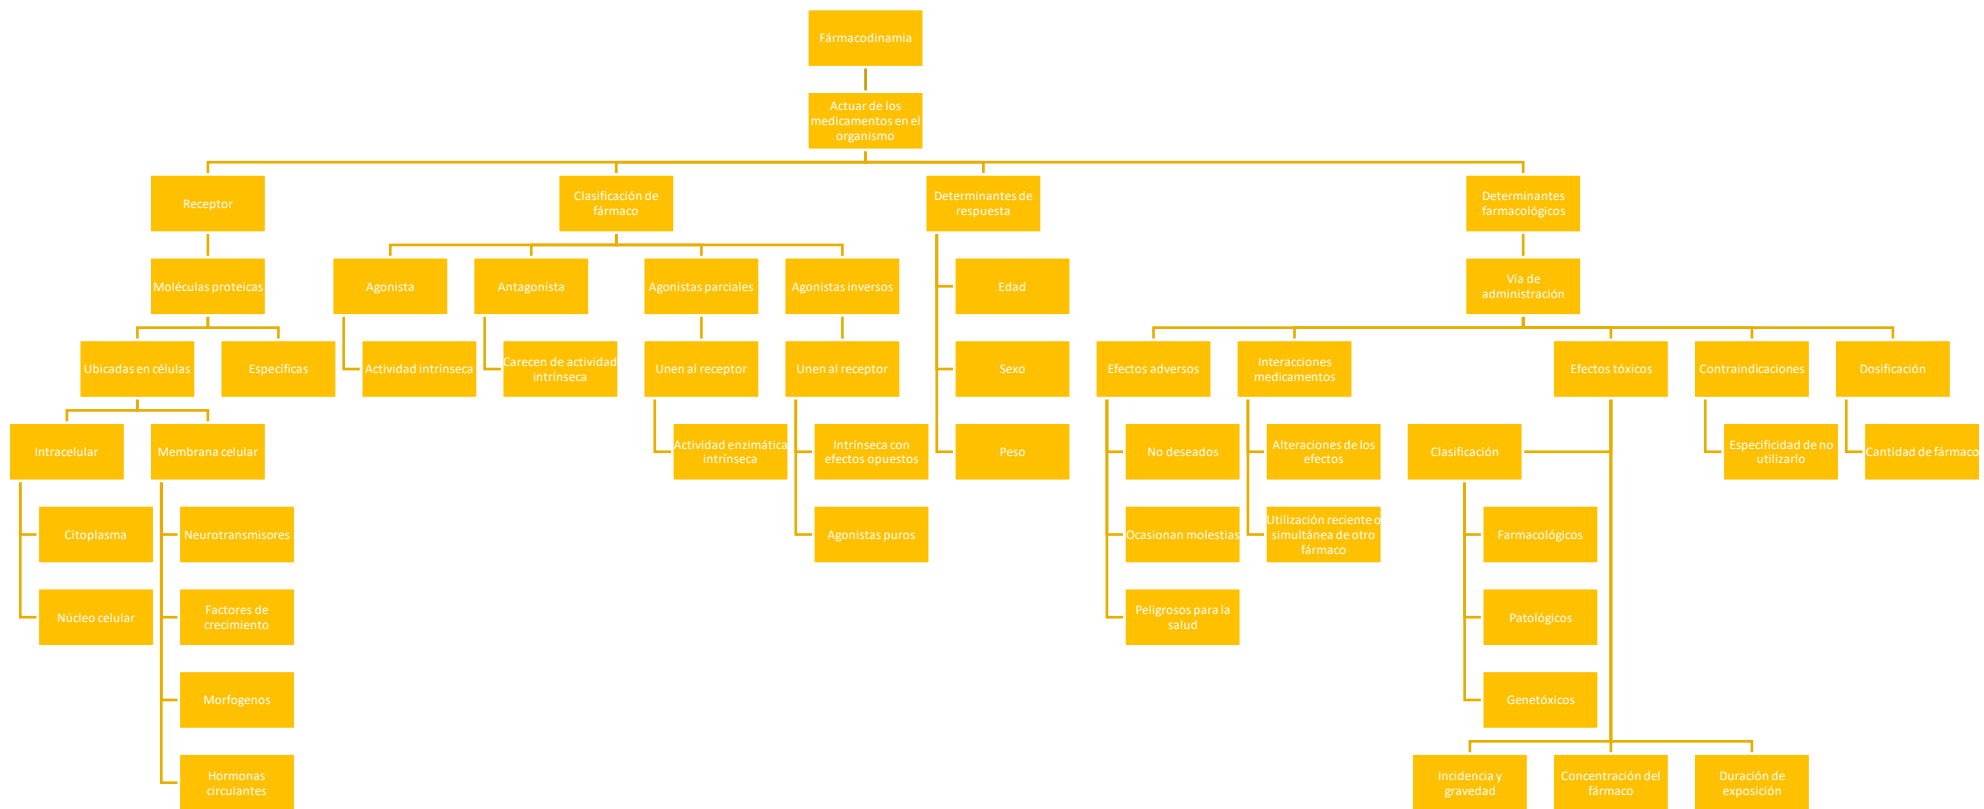 Fármacodinamia
Actuar de los
medicamentos en el
organismo
Receptor
Clasificación de
fármaco
Determinantes de
respuesta
Determinantes
farmacológicos
Moléculas proteicas
Agonista
Antagonista
Agonistas parciales
Agonistas inversos
Edad
Vía de
administración
Ubicadas en células
Específicas
Actividad intrínseca
Carecen de actividad
intrínseca
Unen al receptor
Unen al receptor
Sexo
Efectos adversos
Interacciones
medicamentos
Efectos tóxicos
Contraindicaciones
Dosificación
Intracelular
Membrana celular
Actividad enzimática
intrínseca
Intrínseca con
efectos opuestos
Peso
No deseados
Alteraciones de los
efectos
Clasificación
Especificidad de no
utilizarlo
Cantidad de fármaco
Citoplasma
Neurotransmisores
Agonistas puros
Ocasionan molestias
Utilización reciente o
simultánea de otro
fármaco
Farmacológicos
Núcleo celular
Factores de
crecimiento
Peligrosos para la
salud
Patológicos
Morfogenos
Genetóxicos
Hormonas
circulantes
Incidencia y
gravedad
Concentración del
fármaco
Duración de
exposición